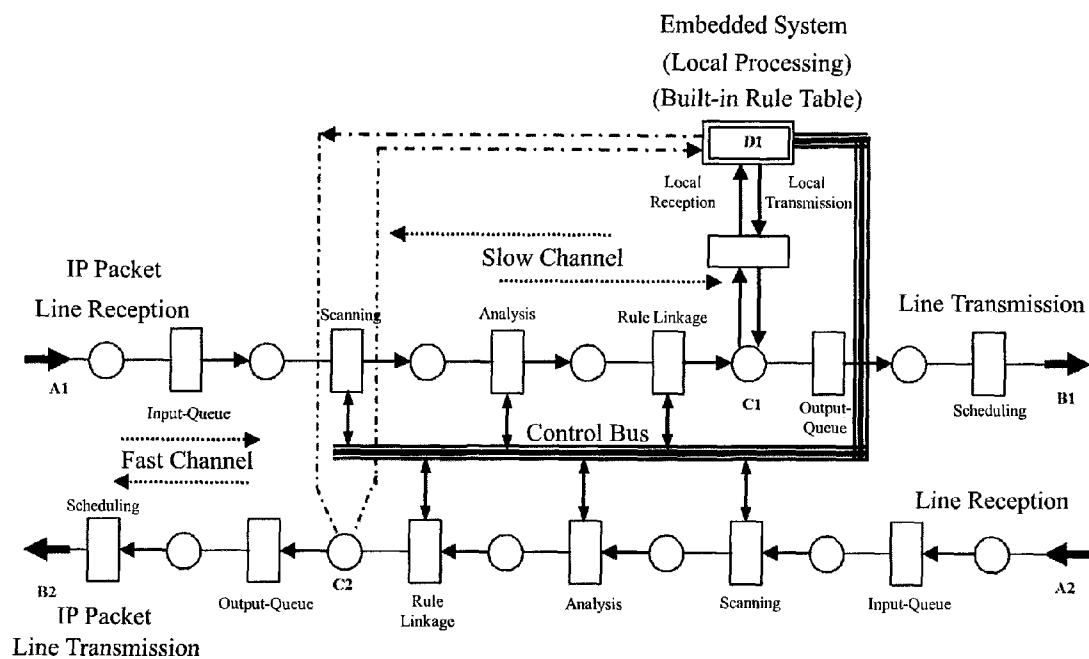 Embedded System
(Local Processing)
(Built-in Rule Table)
D1
Local
Reception
Local
Transmission
Slow Channel
IP Packet
Line Reception
Line Transmission
Scanning
Analysis
Rule Linkage
A1
Input-Queue
C1
Output-
Queue
Scheduling
B1
Control Bus
Fast Channel
Scheduling
Line Reception
B2
Output-Queue
C2
Rule
Linkage
Analysis
Scanning
Input-Queue
A2
IP Packet
Line Transmission